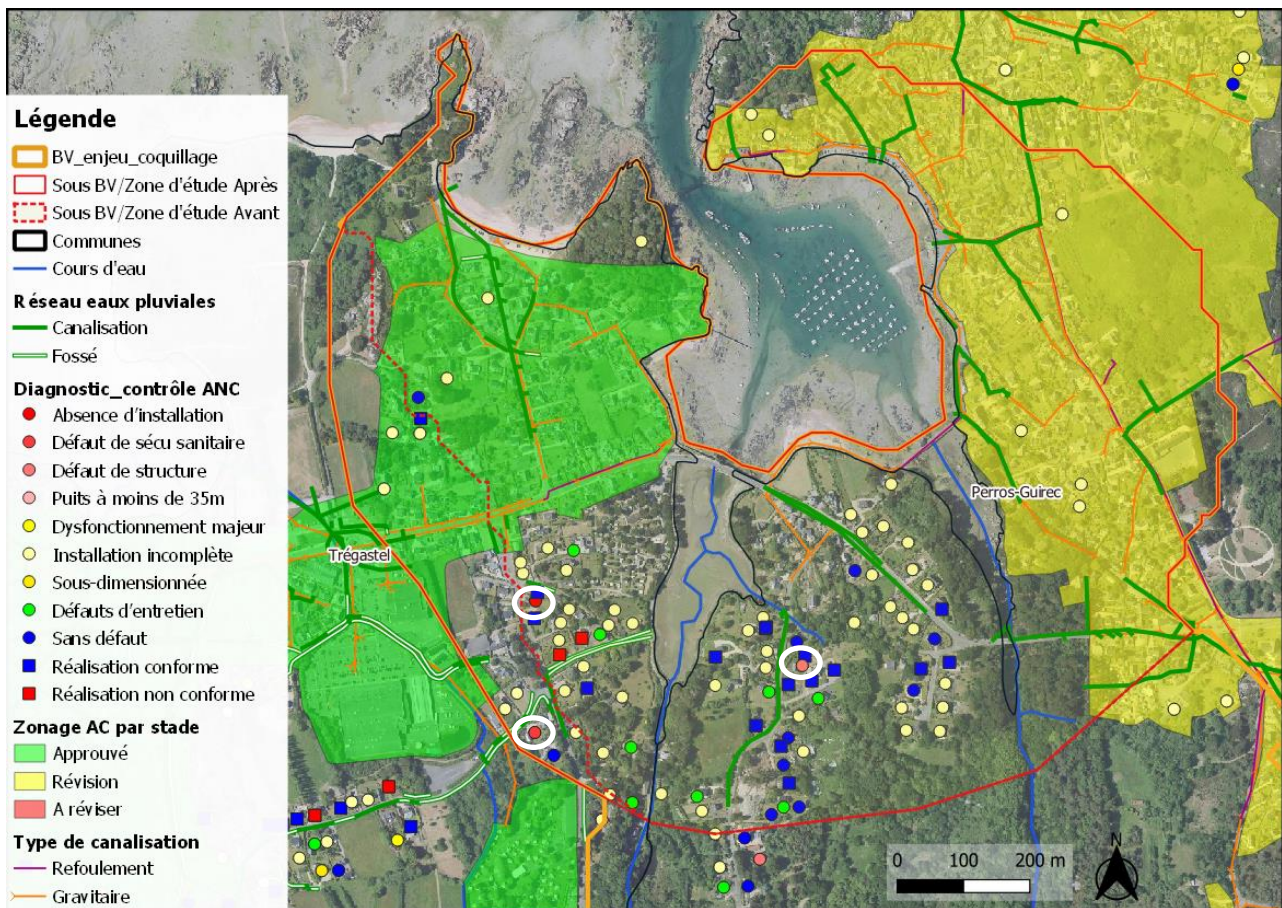 Légende
BV_enjeu_coquillage
Sous BV/Zone d'étude Après
Sous BV/Zone d'étude Avant
Communes
Cours d'eau
Réseau eaux pluviales
Canalisation
Fossé
Diagnostic_contrôle ANC
Absence d'installation
Défaut de sécu sanitaire
Défaut de structure
Puits à moins de 35m
Dysfonctionnement majeur
Installation incomplète
Sous-dimensionnée
Défauts d'entretien
Sans défaut
Réalisation conforme
Réalisation non conforme
Zonage AC par stade
Approuvé
Révision
A réviser
Type de canalisation
Refoulement
Gravitaire
Trégastel
Perros-Guirec
0 100 200 m
N